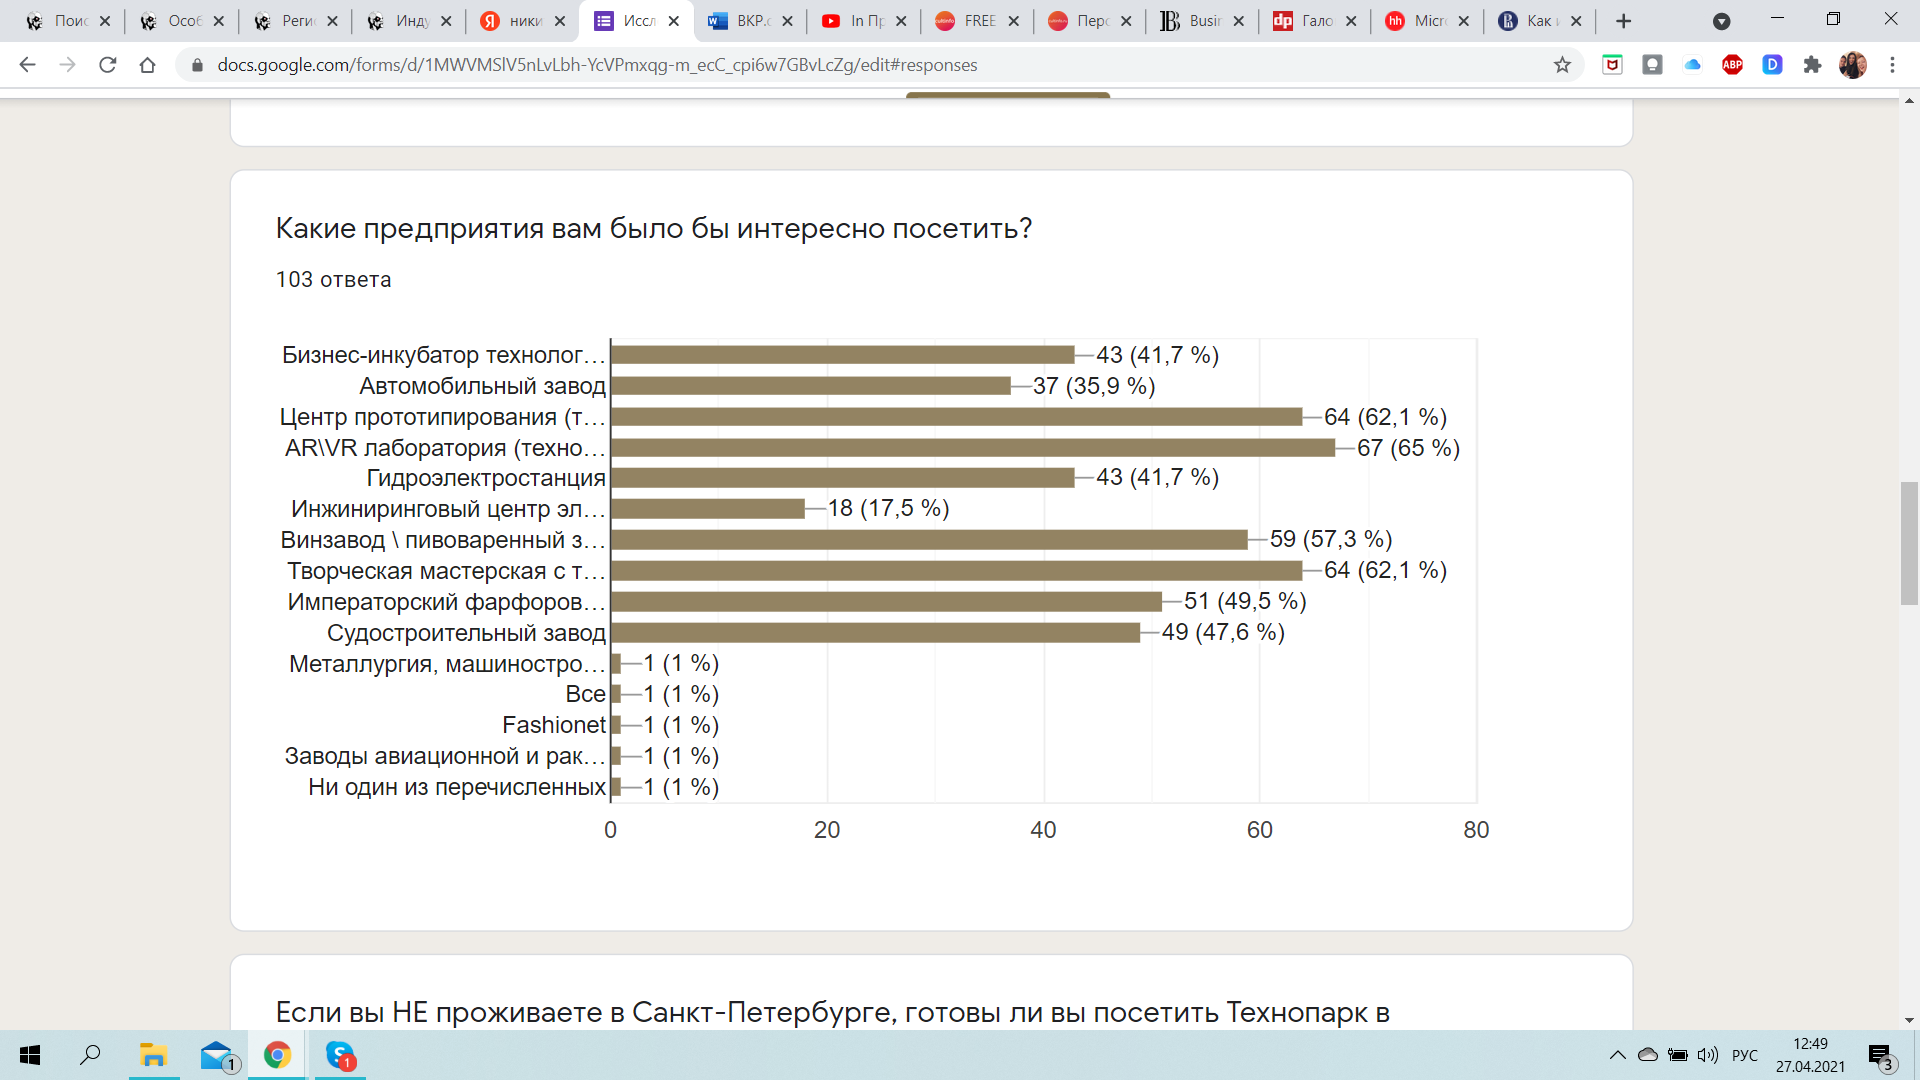 Поис
Особ
Реги
Инду
ники
Иссл
ВКР.
In Пр
FREE
Перс
Busir
Гало
Micr
Как и
docs.google.com/forms/d/1MWVMSlV5nLvLbh-YcVPmxqg-m_ecC_cpi6w7GBvLcZg/edit#responses
Какие предприятия вам было бы интересно посетить?
103 ответа
Бизнес-инкубатор технолог… 43 (41,7 %)
Автомобильный завод 37 (35,9 %)
Центр прототипирования (т… 64 (62,1 %)
AR\VR лаборатория (техно… 67 (65 %)
Гидроэлектростанция 43 (41,7 %)
Инжиниринговый центр эл… 18 (17,5 %)
Винзавод \ пивоваренный з… 59 (57,3 %)
Творческая мастерская с т… 64 (62,1 %)
Императорский фарфоров… 51 (49,5 %)
Судостроительный завод 49 (47,6 %)
Металлургия, машиностро… 1 (1 %)
Все 1 (1 %)
Fashionet 1 (1 %)
Заводы авиационной и рак… 1 (1 %)
Ни один из перечисленных 1 (1 %)
0 20 40 60 80
Если вы НЕ проживаете в Санкт-Петербурге, готовы ли вы посетить Технопарк в
РУС
12:49
27.04.2021